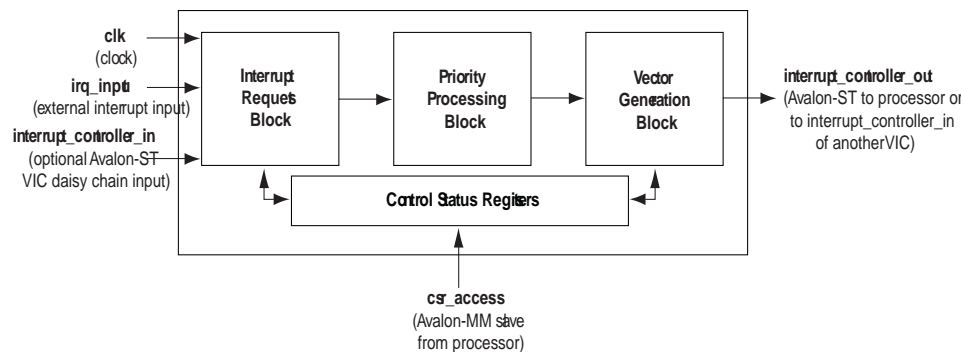 clk
(clock)
irq_input
(external interrupt input)
interrupt_controller_in
(optional Avalon-ST
VIC daisy chain input)
Interrupt
Request
Block
Priority
Processing
Block
Vector
Generation
Block
Control Status Registers
interrupt_controller_out
(Avalon-ST to processor or
to interrupt_controller_in
of another VIC)
csr_access
(Avalon-MM slave
from processor)